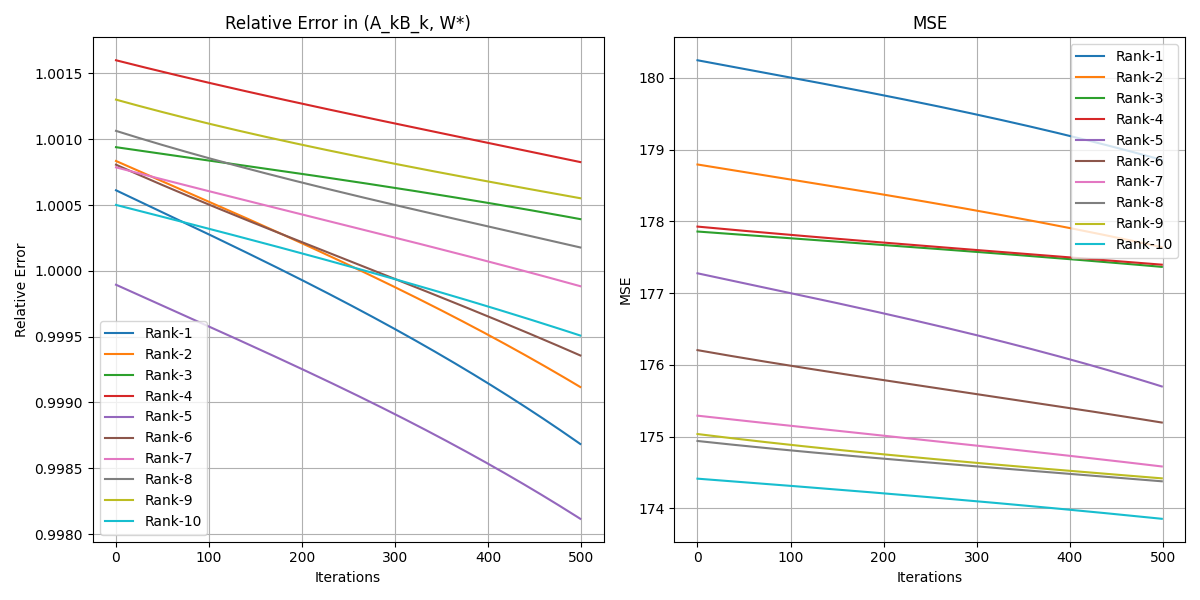 Relative Error in (A_kB_k, W*)
Relative Error
1.0015
1.0010
1.0005
1.0000
0.9995
0.9990
0.9985
0.9980
Rank-1
Rank-2
Rank-3
Rank-4
Rank-5
Rank-6
Rank-7
Rank-8
Rank-9
Rank-10
0 100 200 300 400 500
Iterations
MSE
MSE
180
179
178
177
176
175
174
Rank-1
Rank-2
Rank-3
Rank-4
Rank-5
Rank-6
Rank-7
Rank-8
Rank-9
Rank-10
0 100 200 300 400 500
Iterations